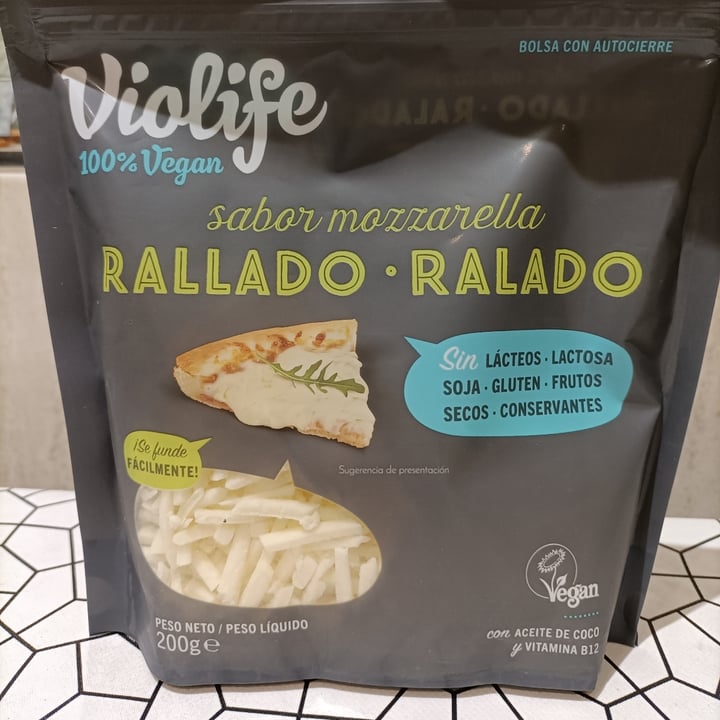 BOLSA CON AUTOCIERRE
Violife
100% Vegan
sabor mozzarella
RALLADO · RALADO
Sin LÁCTEOS · LACTOSA
SOJA · GLUTEN · FRUTOS
SECOS · CONSERVANTES
¡Se funde
FÁCILMENTE!
Sugerencia de presentación
Vegan
PESO NETO / PESO LÍQUIDO
200g℮
con ACEITE DE COCO
y VITAMINA B12